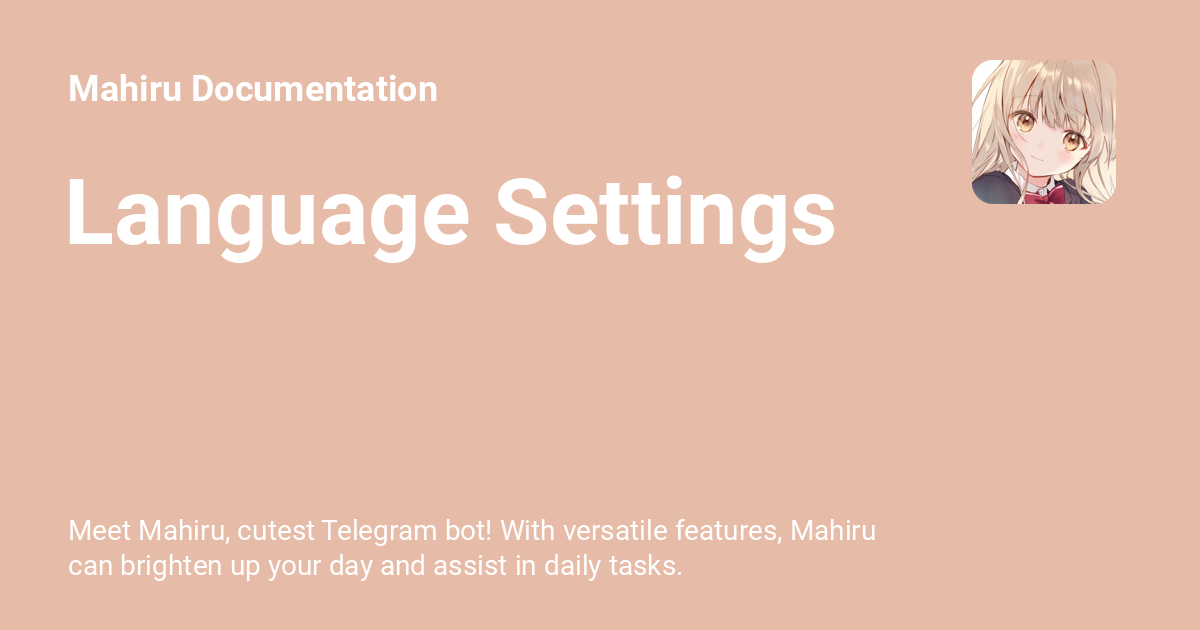 Mahiru Documentation
Language Settings
Meet Mahiru, cutest Telegram bot! With versatile features, Mahiru
can brighten up your day and assist in daily tasks.